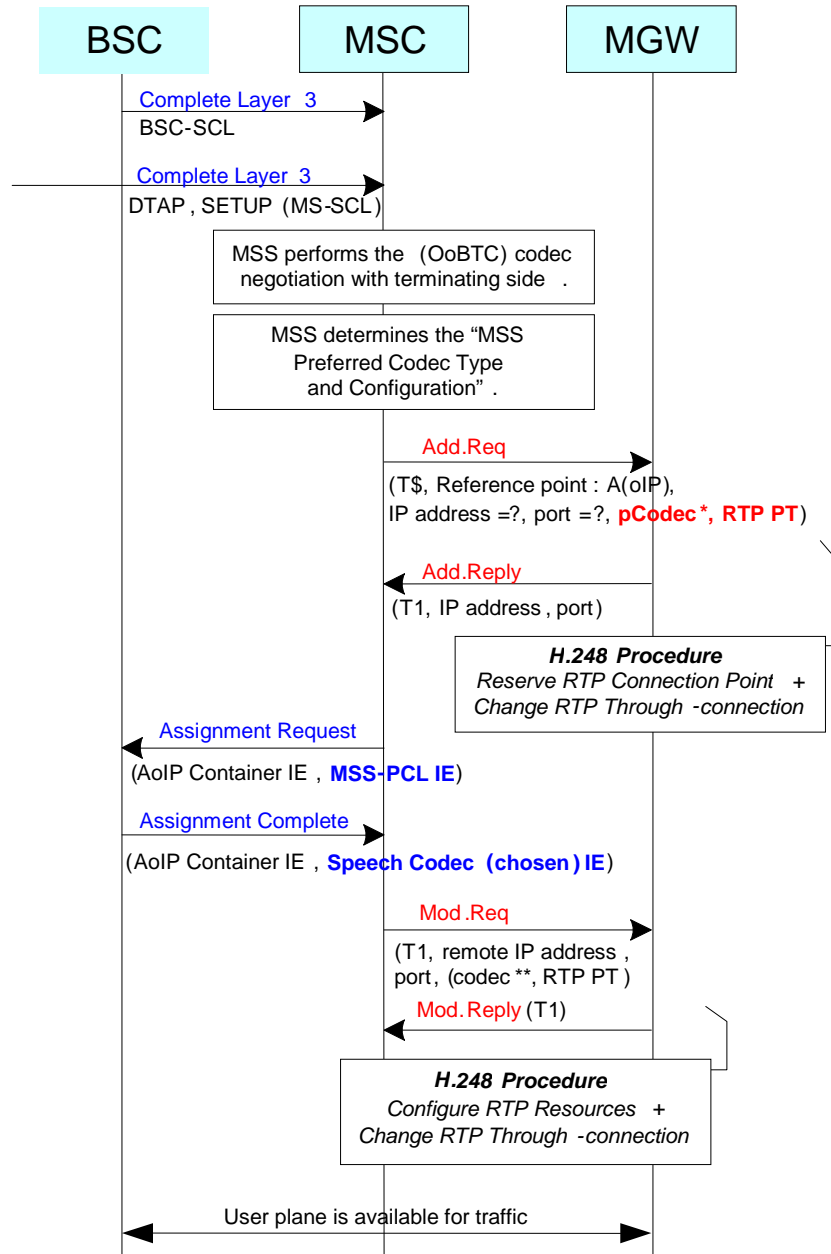 BSC MSC MGW
Complete Layer 3
BSC-SCL
Complete Layer 3
DTAP, SETUP (MS-SCL)
MSS performs the (OoBTC) codec
negotiation with terminating side .
MSS determines the “MSS
Preferred Codec Type
and Configuration” .
Add.Req
(T$, Reference point : A(oIP),
IP address =?, port =?, pCodec*, RTP PT)
Add.Reply
(T1, IP address, port)
H.248 Procedure
Reserve RTP Connection Point +
Change RTP Through -connection
Assignment Request
(AoIP Container IE , MSS-PCL IE)
Assignment Complete
(AoIP Container IE , Speech Codec (chosen) IE)
Mod.Req
(T1, remote IP address ,
port, (codec **, RTP PT )
Mod.Reply (T1)
H.248 Procedure
Configure RTP Resources +
Change RTP Through -connection
User plane is available for traffic